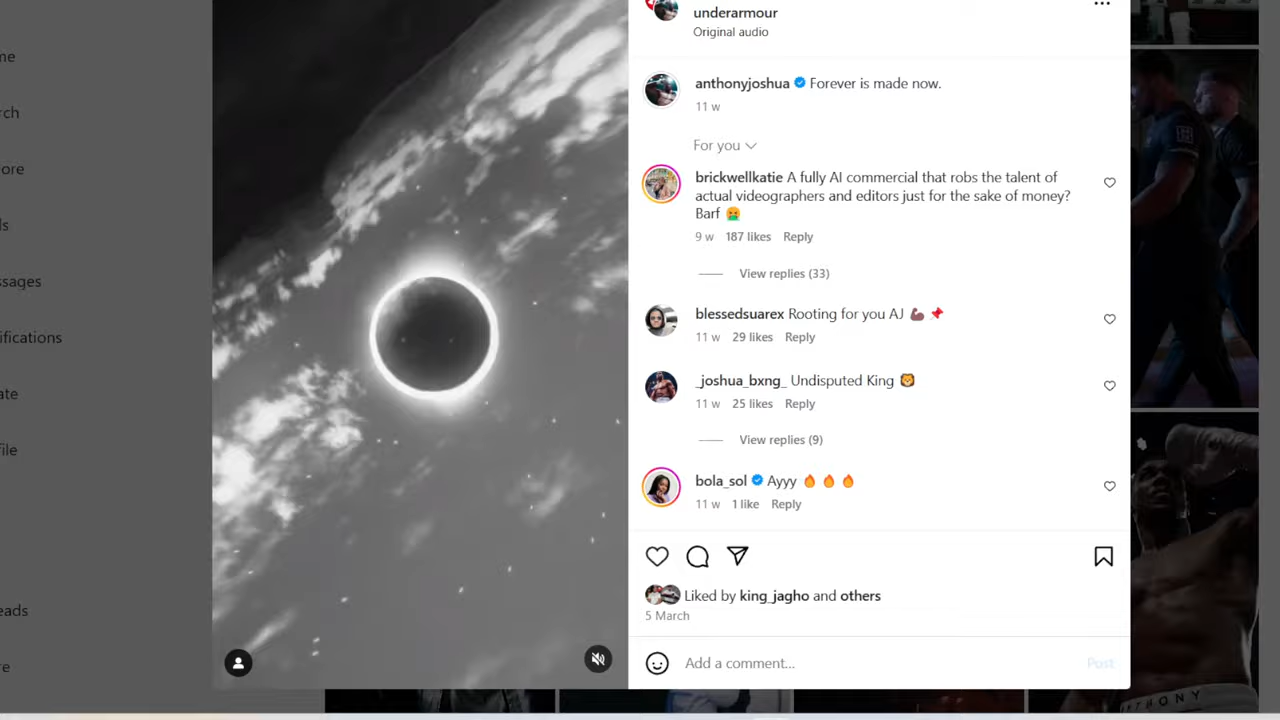 me
rch
ore
ls
ssages
ifications
ate
file
eads
re
underarmour
Original audio
anthonyjoshua Forever is made now.
11 w
For you
brickwellkatie A fully AI commercial that robs the talent of
actual videographers and editors just for the sake of money?
Barf 🤮
9 w 187 likes Reply
View replies (33)
blessedsuarex Rooting for you AJ 💪🏿 📌
11 w 29 likes Reply
_joshua_bxng_ Undisputed King 🦁
11 w 25 likes Reply
View replies (9)
bola_sol Ayyy 🔥 🔥 🔥
11 w 1 like Reply
Liked by king_jagho and others
5 March
Add a comment...
Post
THONY